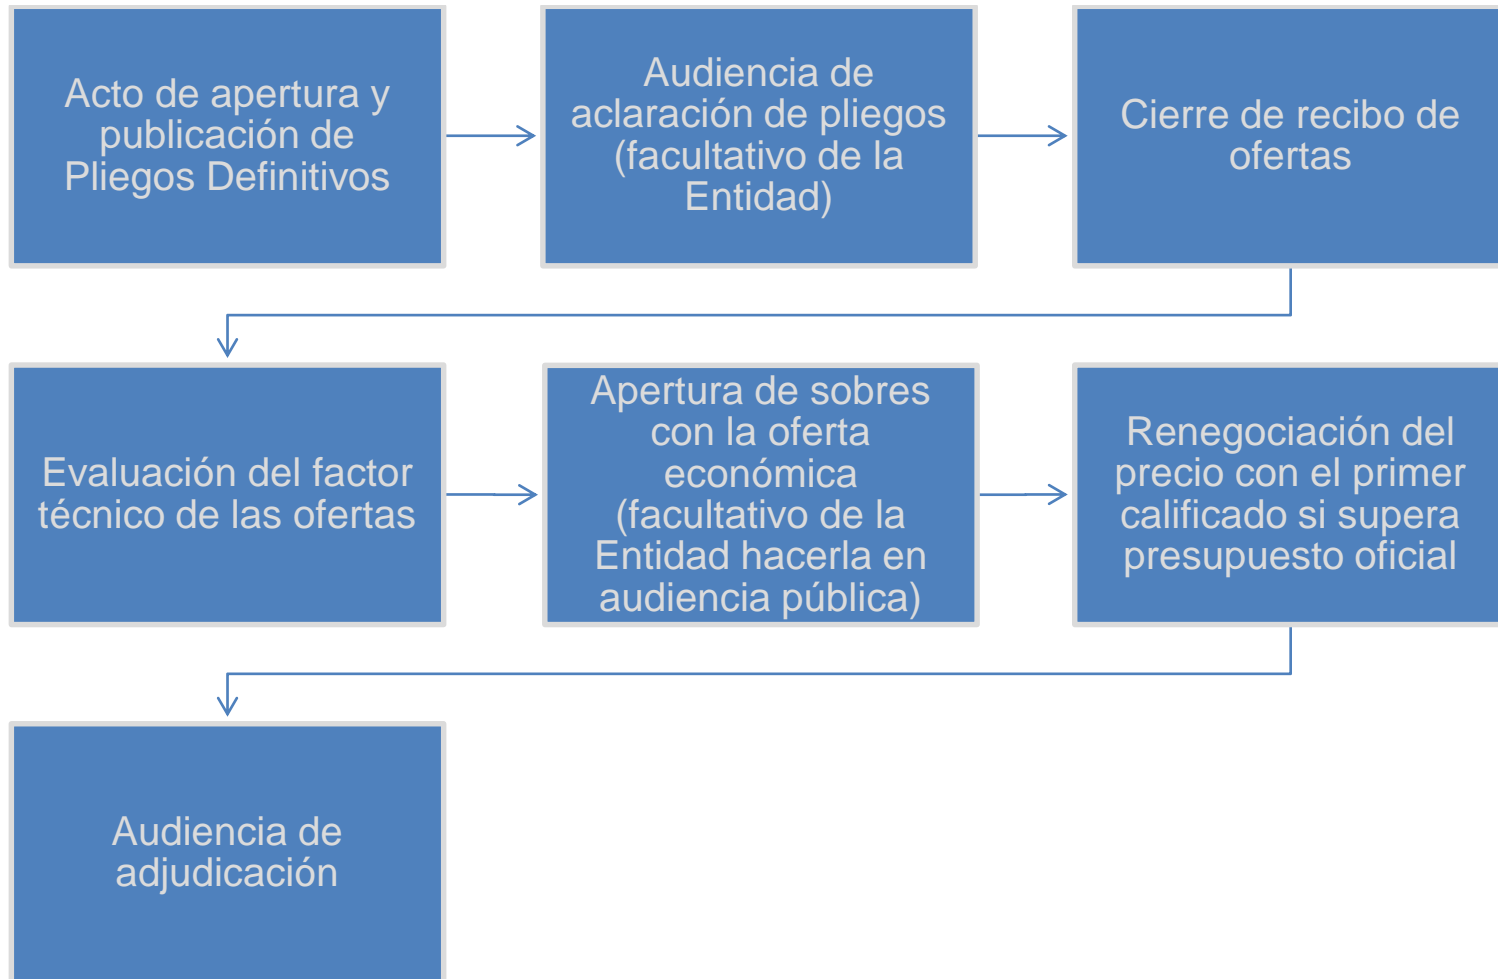 Acto de apertura y
publicación de
Pliegos Definitivos
Audiencia de
aclaración de pliegos
(facultativo de la
Entidad)
Cierre de recibo de
ofertas
Evaluación del factor
técnico de las ofertas
Apertura de sobres
con la oferta
económica
(facultativo de la
Entidad hacerla en
audiencia pública)
Renegociación del
precio con el primer
calificado si supera
presupuesto oficial
Audiencia de
adjudicación